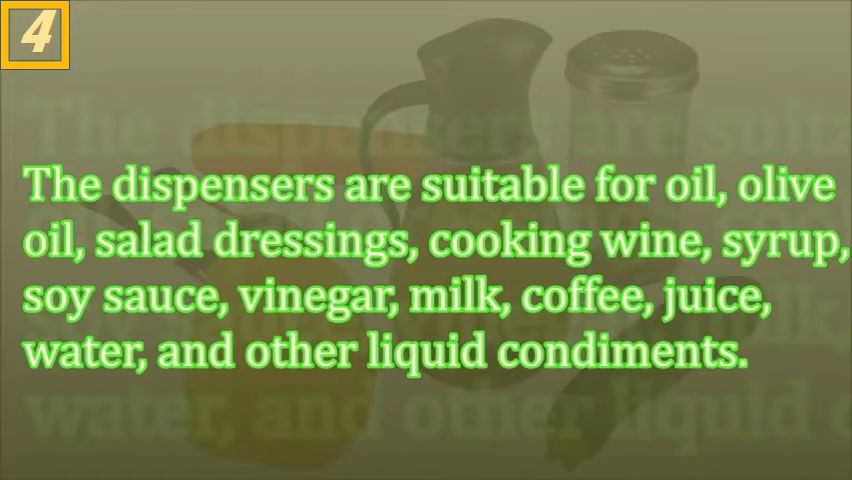 4
The dispensers are suitable for oil, olive
oil, salad dressings, cooking wine, syrup,
soy sauce, vinegar, milk, coffee, juice,
water, and other liquid condiments.